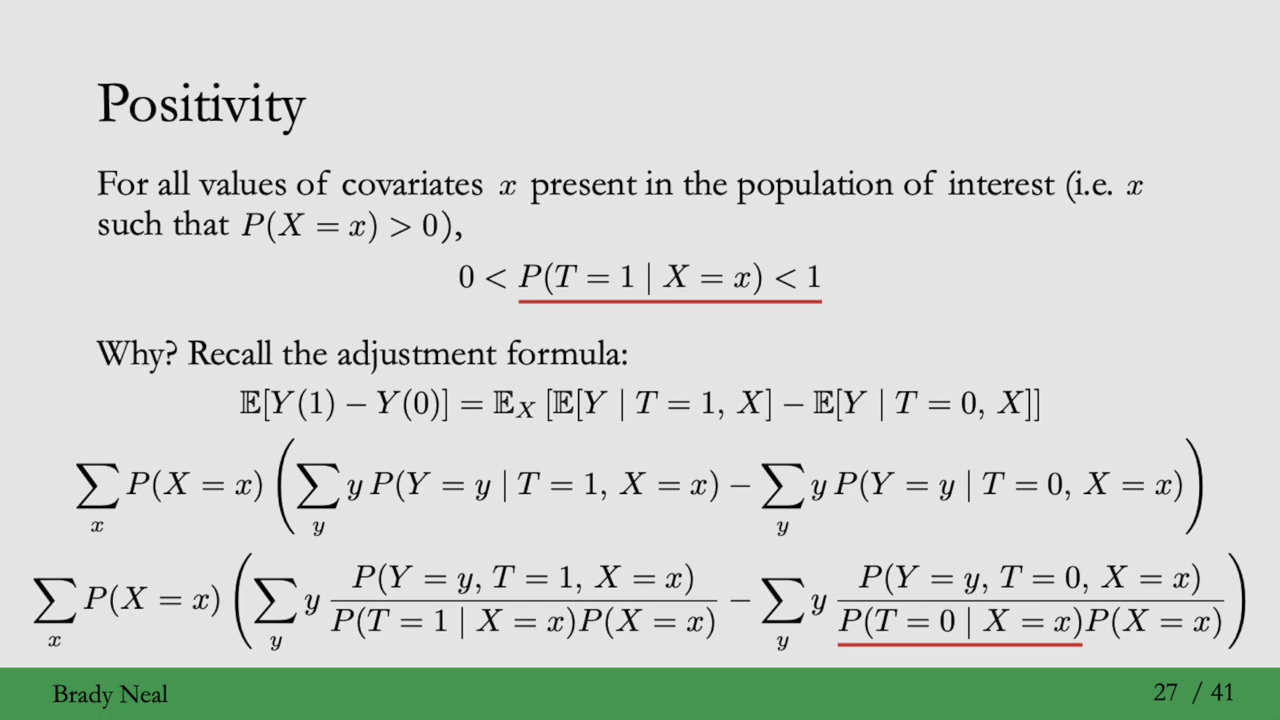 Positivity
For all values of covariates x present in the population of interest (i.e. x
such that P(X = x) > 0),
0 < P(T = 1 | X = x) < 1
Why? Recall the adjustment formula:
𝔼[Y(1) − Y(0)] = 𝔼_X [𝔼[Y | T = 1, X] − 𝔼[Y | T = 0, X]]
∑_x P(X = x) (∑_y y P(Y = y | T = 1, X = x) − ∑_y y P(Y = y | T = 0, X = x))
∑_x P(X = x) (∑_y y \frac{P(Y = y, T = 1, X = x)}{P(T = 1 | X = x)P(X = x)} − ∑_y y \frac{P(Y = y, T = 0, X = x)}{P(T = 0 | X = x)P(X = x)})
Brady Neal 27 / 41